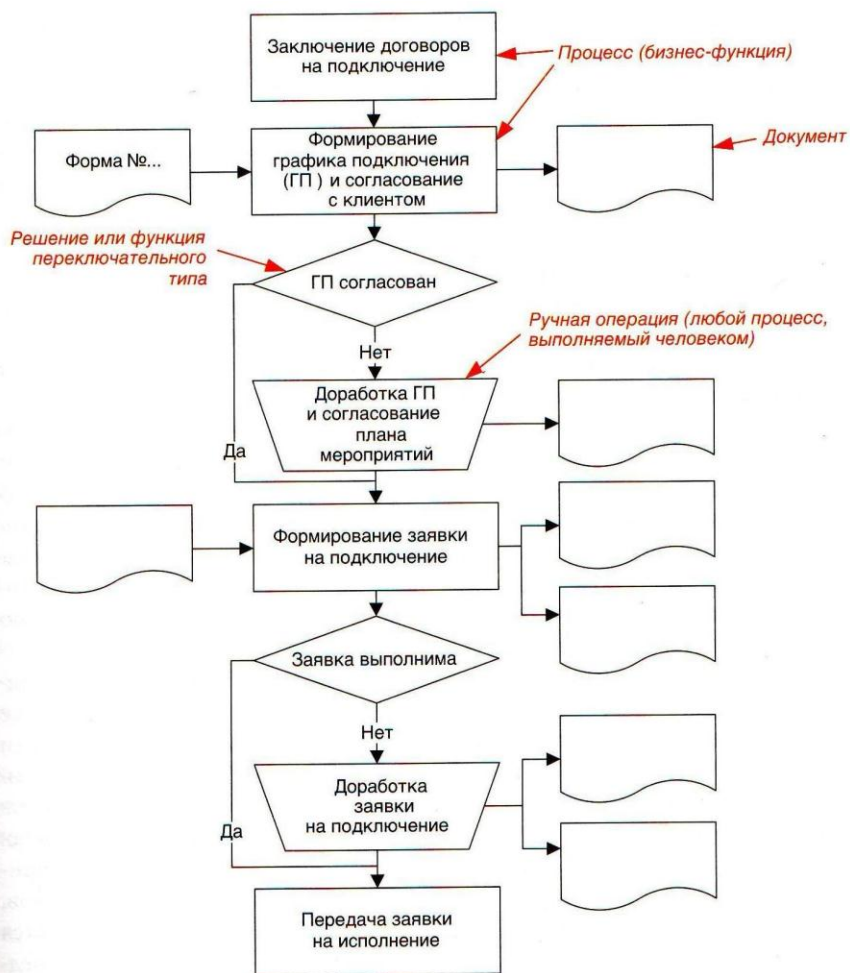 Заключение договоров
на подключение
Процесс (бизнес-функция)
Форма №...
Формирование
графика подключения
(ГП ) и согласование
с клиентом
Документ
Решение или функция
переключательного
типа
ГП согласован
Ручная операция (любой процесс,
выполняемый человеком)
Нет
Доработка ГП
и согласование
плана
мероприятий
Да
Формирование заявки
на подключение
Заявка выполнима
Нет
Доработка
заявки
на подключение
Да
Передача заявки
на исполнение